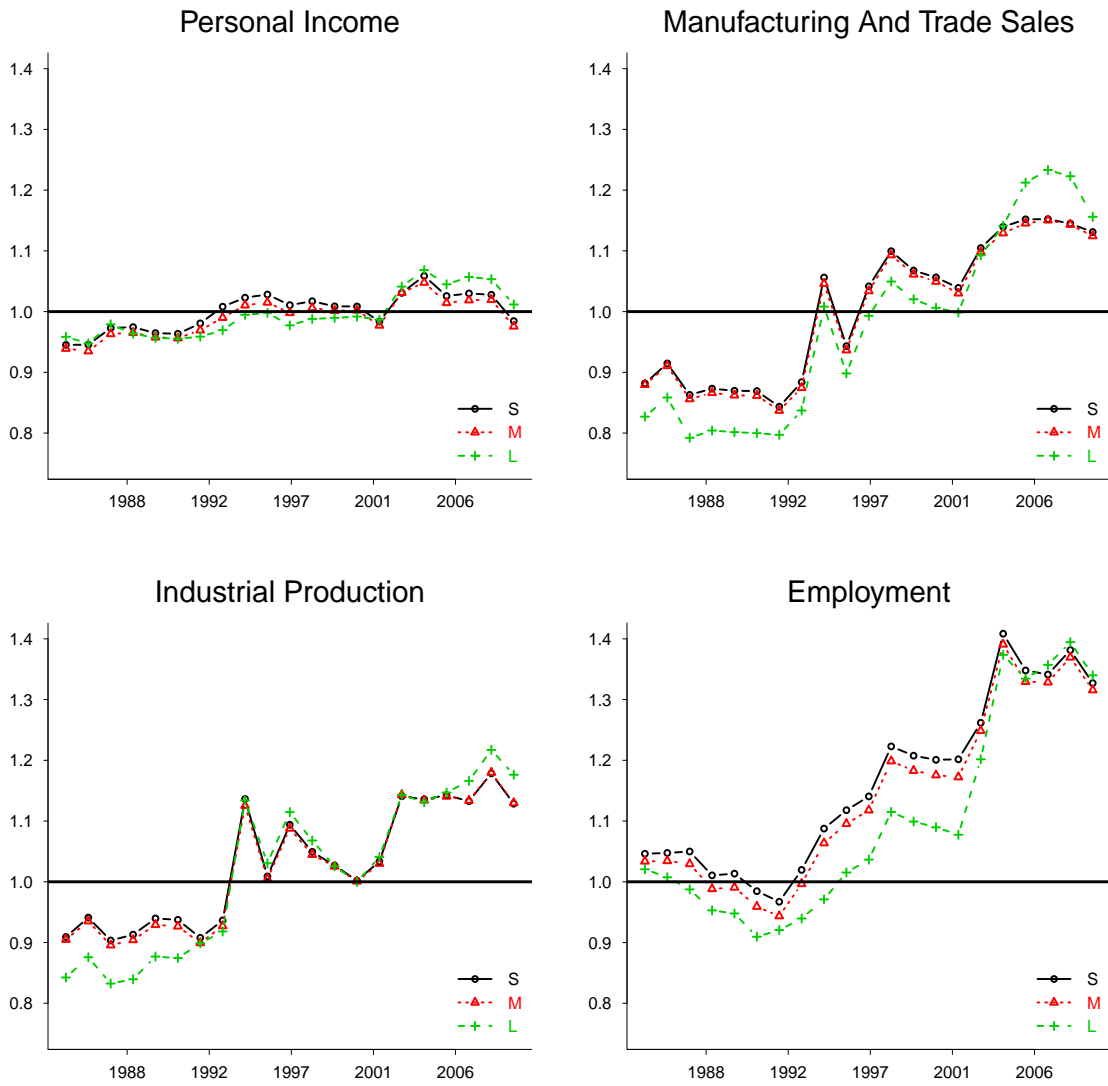 Personal Income
1.4
1.3
1.2
1.1
1.0
0.9
0.8
S
M
L
1988 1992 1997 2001 2006
Manufacturing And Trade Sales
1.4
1.3
1.2
1.1
1.0
0.9
0.8
S
M
L
1988 1992 1997 2001 2006
Industrial Production
1.4
1.3
1.2
1.1
1.0
0.9
0.8
S
M
L
1988 1992 1997 2001 2006
Employment
1.4
1.3
1.2
1.1
1.0
0.9
0.8
S
M
L
1988 1992 1997 2001 2006